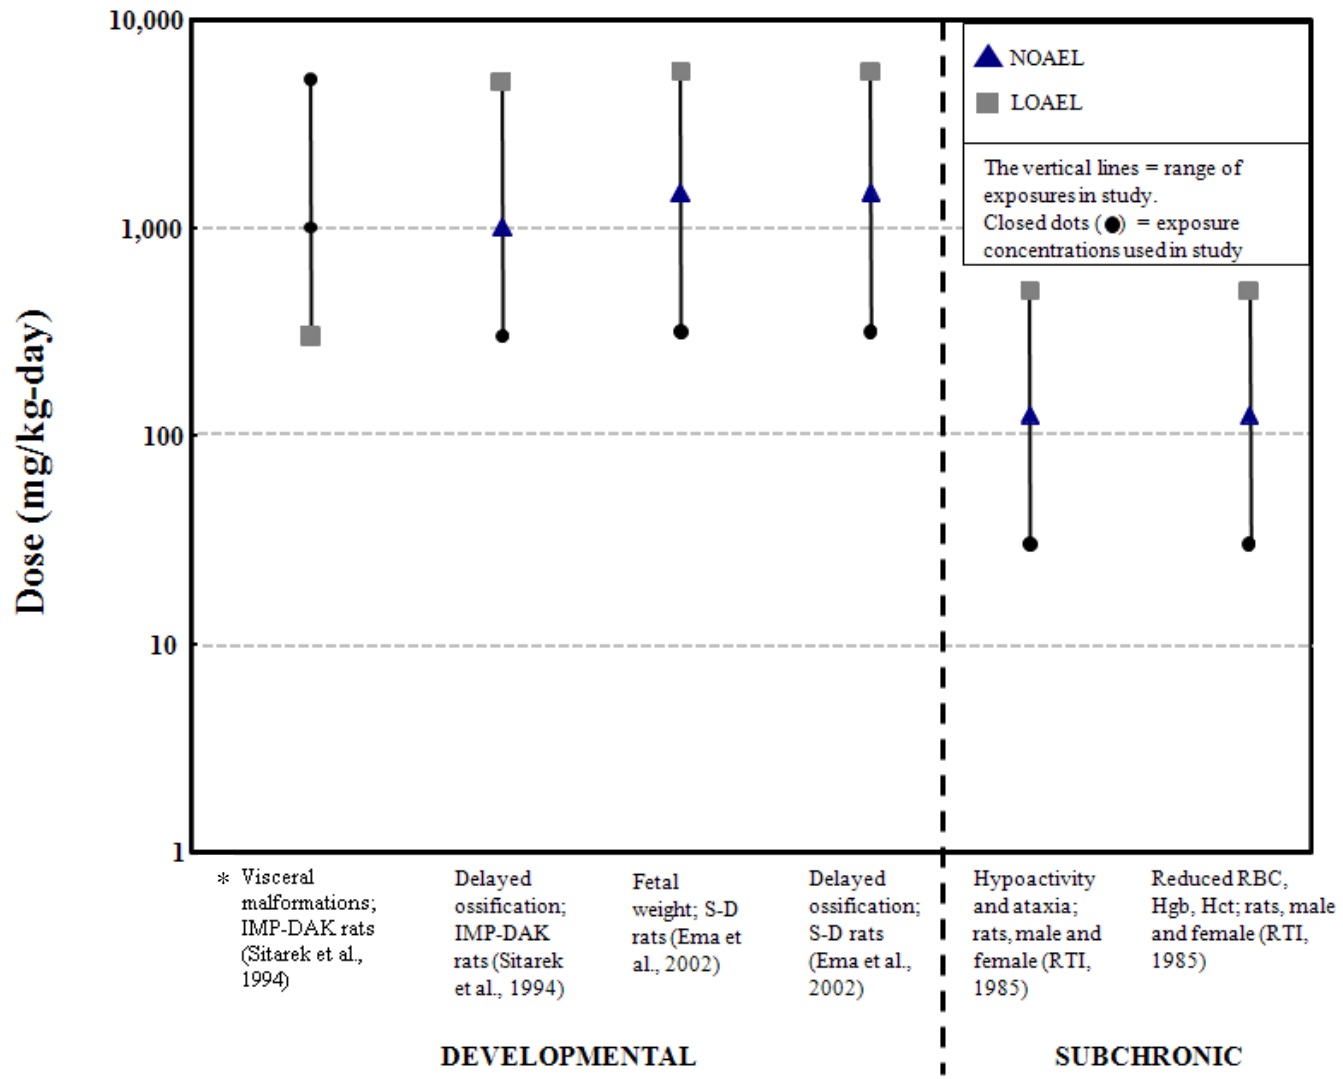 10,000
1,000
100
10
1
Dose (mg/kg-day)
NOAEL
LOAEL
The vertical lines = range of
exposures in study.
Closed dots (●) = exposure
concentrations used in study
* Visceral
malformations;
IMP-DAK rats
(Sitarek et al.,
1994)
Delayed
ossification;
IMP-DAK
rats (Sitarek
et al., 1994)
Fetal
weight; S-D
rats (Ema et
al., 2002)
Delayed
ossification;
S-D rats
(Ema et al.,
2002)
Hypoactivity
and ataxia;
rats, male and
female (RTI,
1985)
Reduced RBC,
Hgb, Hct; rats, male
and female (RTI,
1985)
DEVELOPMENTAL
SUBCHRONIC